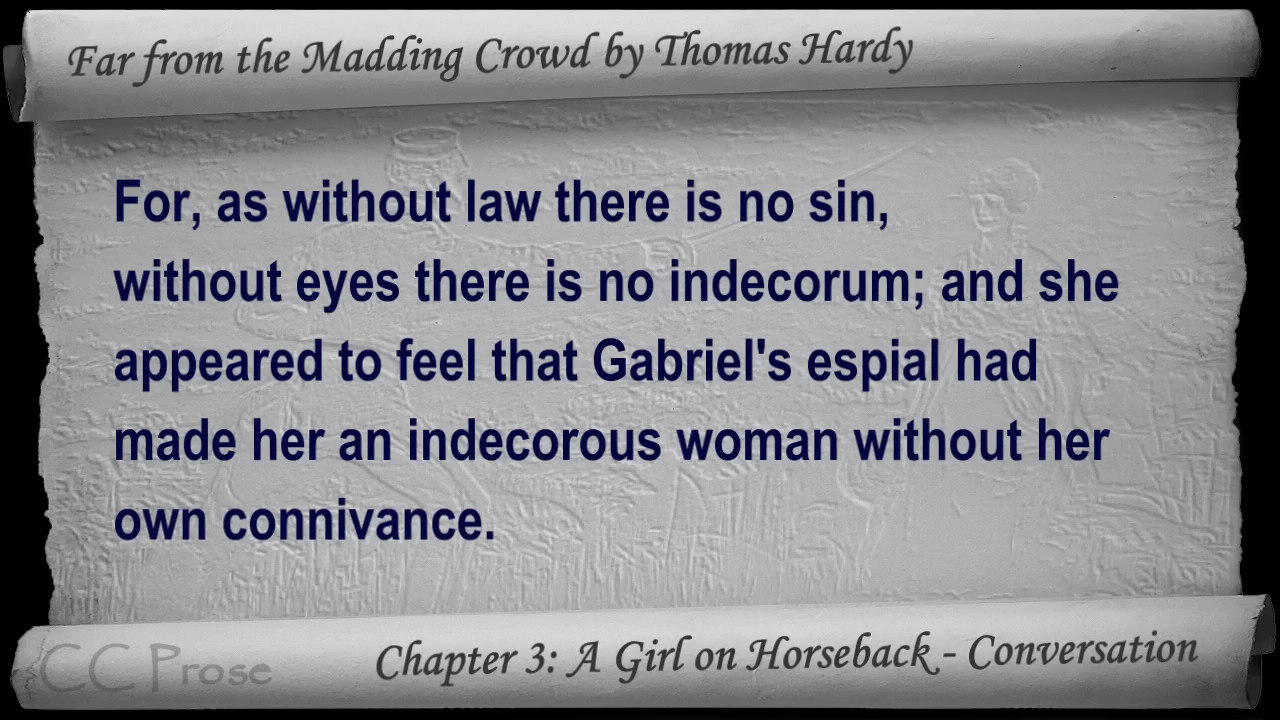 Far from the Madding Crowd by Thomas Hardy
For, as without law there is no sin,
without eyes there is no indecorum; and she
appeared to feel that Gabriel's espial had
made her an indecorous woman without her
own connivance.
CC Prose
Chapter 3: A Girl on Horseback - Conversation